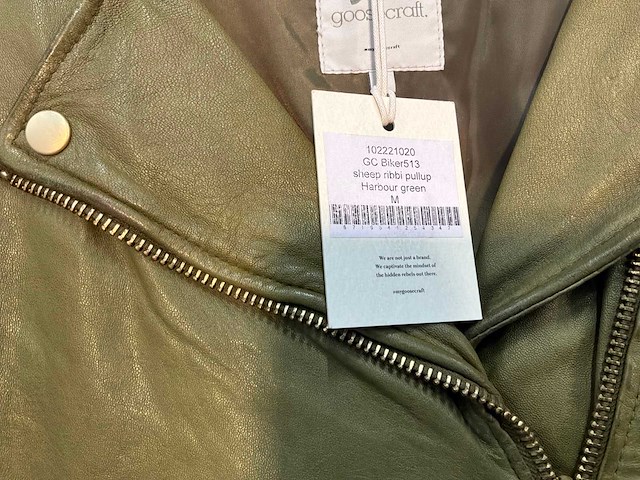 goosecraft.
102221020
GC Biker513
sheep ribbi pullup
Harbour green
M
We are not just a brand.
We captivate the mindset of
the hidden rebels out there.
#mygoosecraft